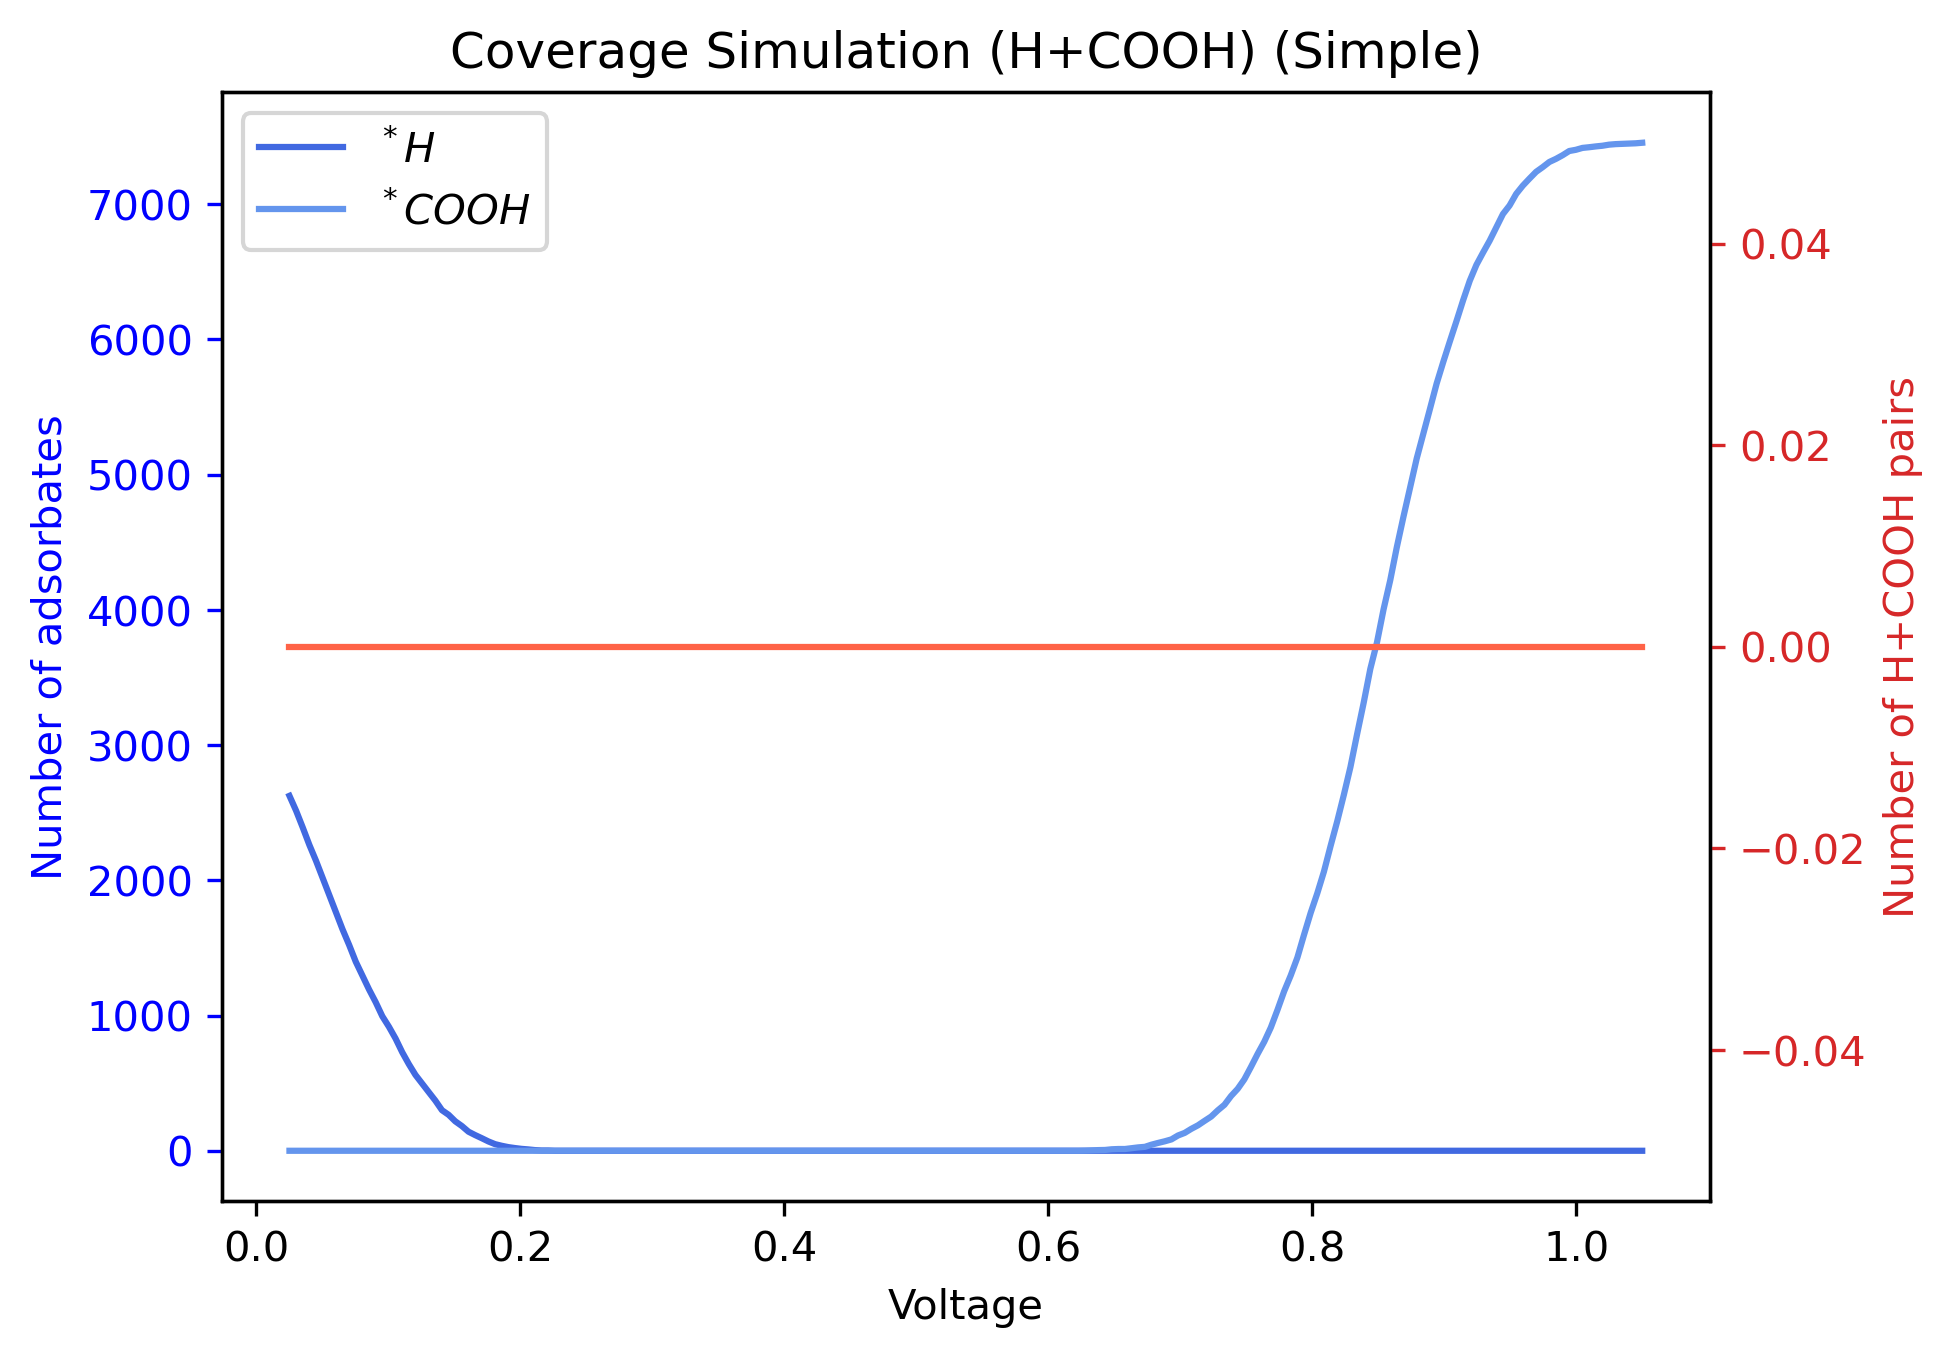 Coverage Simulation (H+COOH) (Simple)
*H
*COOH
Number of adsorbates
7000
6000
5000
4000
3000
2000
1000
0
0.04
0.02
0.00
−0.02
−0.04
Number of H+COOH pairs
0.0 0.2 0.4 0.6 0.8 1.0
Voltage